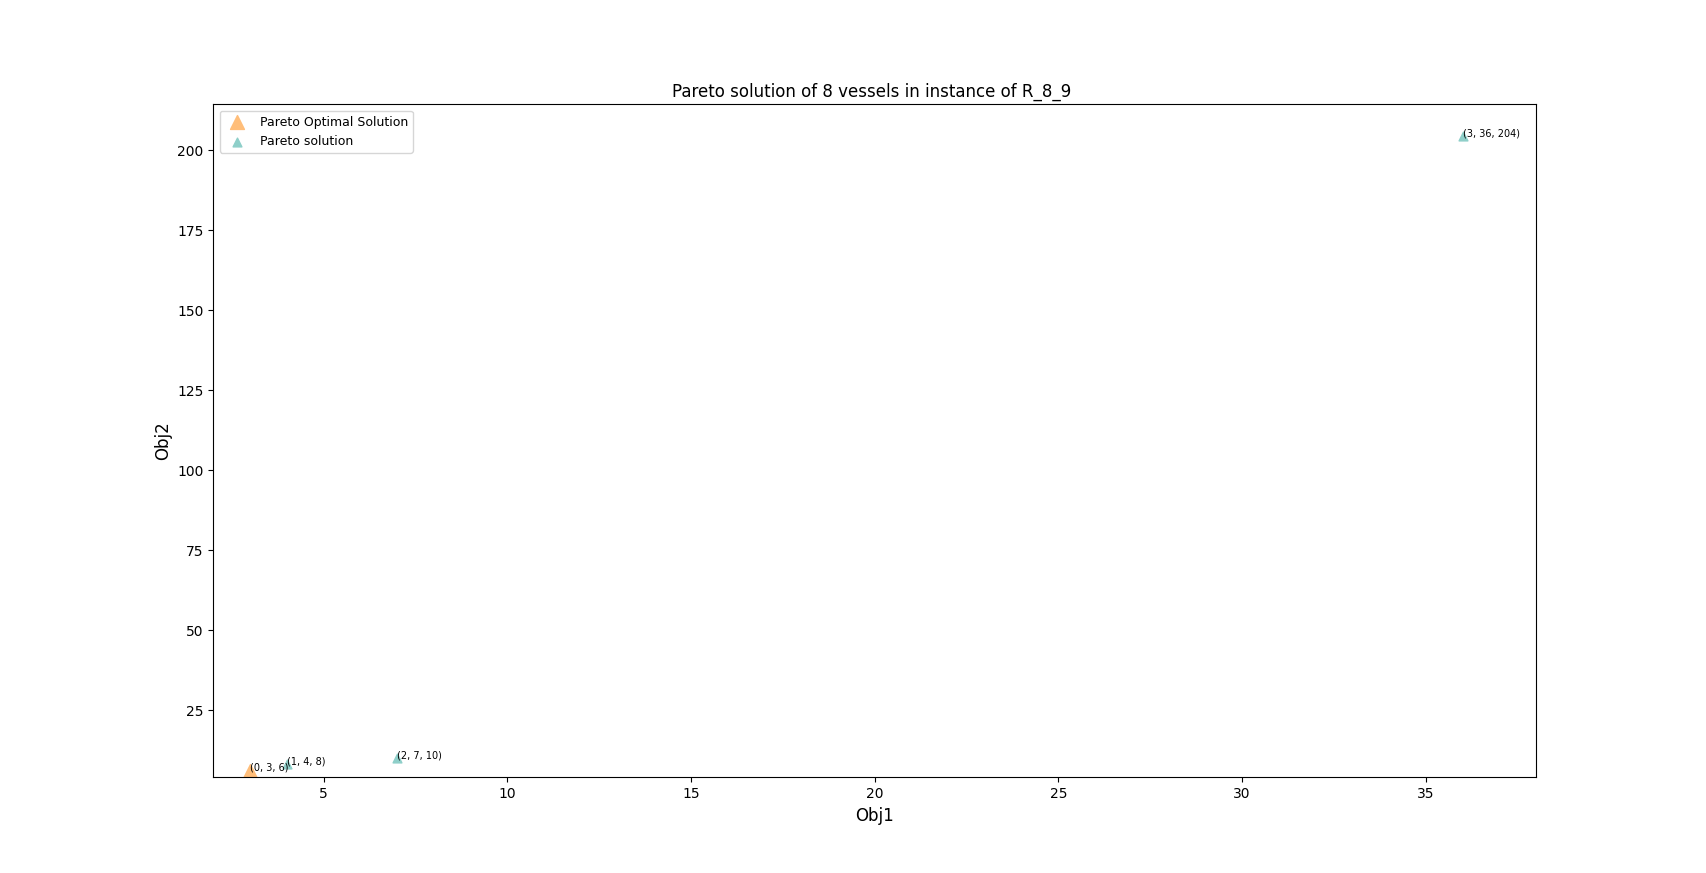 Pareto solution of 8 vessels in instance of R_8_9
Pareto Optimal Solution
Pareto solution
(3, 36, 204)
200
175
150
125
100
75
50
25
Obj2
(0, 3, 6)
(1, 4, 8)
(2, 7, 10)
5
10
15
20
25
30
35
Obj1